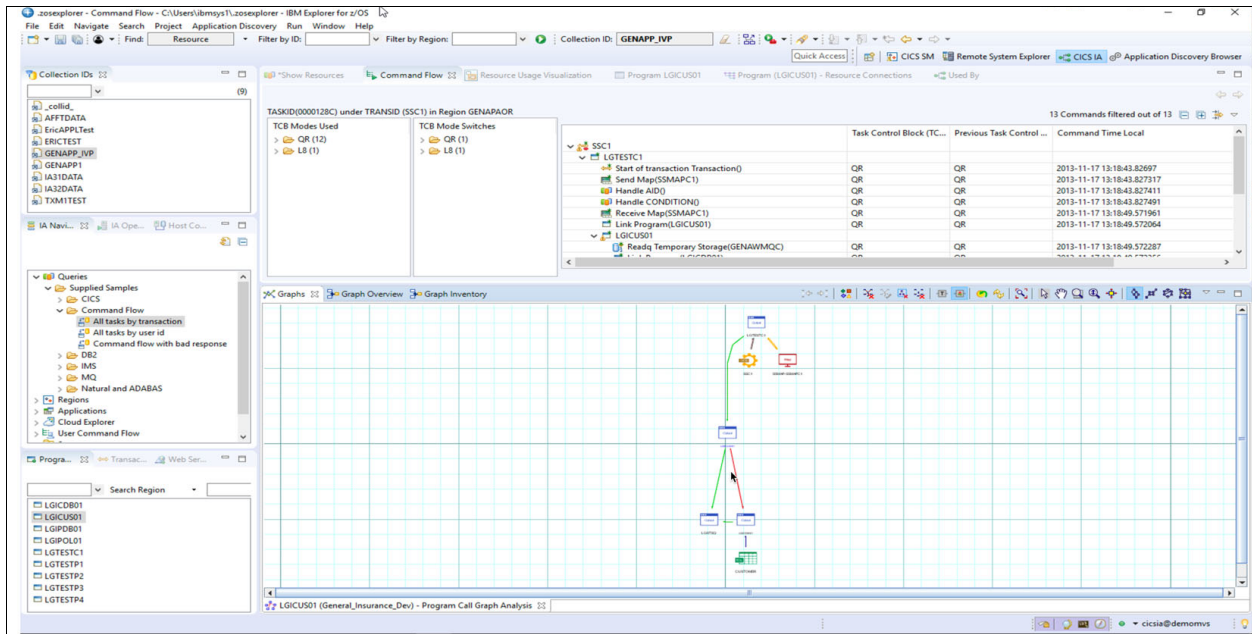 .zosexplorer - Command Flow - C:\Users\ibmsys1\.zosexplorer - IBM Explorer for z/OS
File Edit Navigate Search Project Application Discovery Run Window Help
Find: Resource Filter by ID: Filter by Region: Collection ID: GENAPP_IVP
Quick Access CICS SM Remote System Explorer CICS IA Application Discovery Browser
Collection IDs
(9)
_collid_
AFFTDATA
EricAPPLTest
ERICTEST
GENAPP_IVP
GENAPP1
IA31DATA
IA32DATA
TXM1TEST
IA Navi... IA Ope... Host Co...
Queries
Supplied Samples
CICS
Command Flow
All tasks by transaction
All tasks by user id
Command flow with bad response
DB2
IMS
MQ
Natural and ADABAS
Regions
Applications
Cloud Explorer
User Command Flow
Progra... Transac... Web Ser...
Search Region
LGICDB01
LGICUS01
LGIPDB01
LGIPOL01
LGTESTC1
LGTESTP1
LGTESTP2
LGTESTP3
LGTESTP4
*Show Resources Command Flow Resource Usage Visualization Program LGICUS01 Program (LGICUS01) - Resource Connections Used By
TASKID(0000128C) under TRANSID (SSC1) in Region GENAPAOR
13 Commands filtered out of 13
TCB Modes Used
QR (12)
L8 (1)
TCB Mode Switches
QR (1)
L8 (1)
Task Control Block (TC... Previous Task Control ... Command Time Local
SSC1
LGTESTC1
Start of transaction Transaction() QR QR 2013-11-17 13:18:43.82697
Send Map(SSMAPC1) QR QR 2013-11-17 13:18:43.827317
Handle AID() QR QR 2013-11-17 13:18:43.827411
Handle CONDITION() QR QR 2013-11-17 13:18:43.827491
Receive Map(SSMAPC1) QR QR 2013-11-17 13:18:49.571961
Link Program(LGICUS01) QR QR 2013-11-17 13:18:49.572064
LGICUS01
Readq Temporary Storage(GENAWMQC) QR QR 2013-11-17 13:18:49.572287
Graphs Graph Overview Graph Inventory
SSC1
CUSTOMER
LGICUS01 (General_Insurance_Dev) - Program Call Graph Analysis
cicsia@demomvs